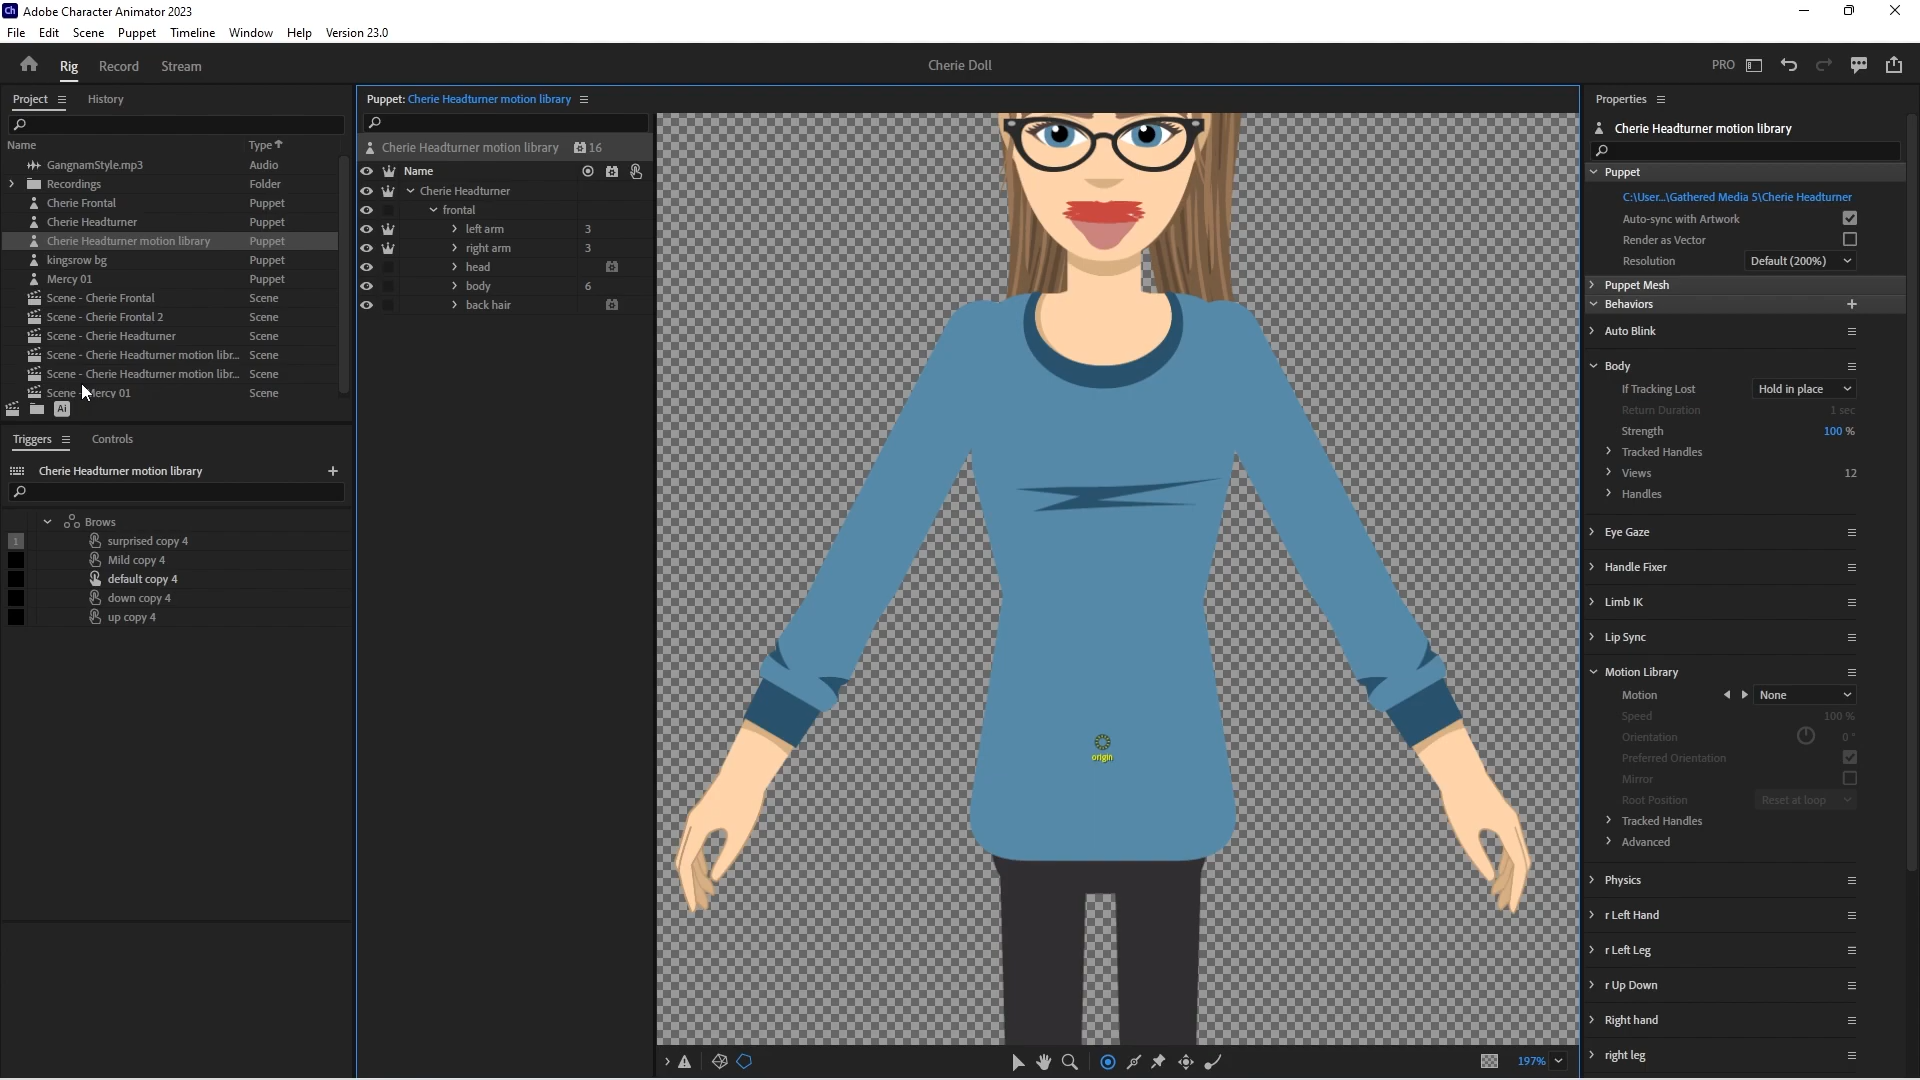 Ch Adobe Character Animator 2023
File Edit Scene Puppet Timeline Window Help Version 23.0
Rig Record Stream
Cherie Doll
PRO
Project History
Name Type
GangnamStyle.mp3 Audio
Recordings Folder
Cherie Frontal Puppet
Cherie Headturner Puppet
Cherie Headturner motion library Puppet
kingsrow bg Puppet
Mercy 01 Puppet
Scene - Cherie Frontal Scene
Scene - Cherie Frontal 2 Scene
Scene - Cherie Headturner Scene
Scene - Cherie Headturner motion libr... Scene
Scene - Cherie Headturner motion libr... Scene
Scene - Mercy 01 Scene
Ai
Triggers Controls
Cherie Headturner motion library
Brows
1 surprised copy 4
Mild copy 4
default copy 4
down copy 4
up copy 4
Puppet: Cherie Headturner motion library
Cherie Headturner motion library 16
Name
Cherie Headturner
frontal
left arm 3
right arm 3
head
body 6
back hair
origin
197%
Properties
Cherie Headturner motion library
Puppet
C:\User...\Gathered Media 5\Cherie Headturner
Auto-sync with Artwork
Render as Vector
Resolution Default (200%)
Puppet Mesh
Behaviors
Auto Blink
Body
If Tracking Lost Hold in place
Return Duration 1 sec
Strength 100 %
Tracked Handles
Views 12
Handles
Eye Gaze
Handle Fixer
Limb IK
Lip Sync
Motion Library
Motion None
Speed 100 %
Orientation 0 °
Preferred Orientation
Mirror
Root Position Reset at loop
Tracked Handles
Advanced
Physics
r Left Hand
r Left Leg
r Up Down
Right hand
right leg